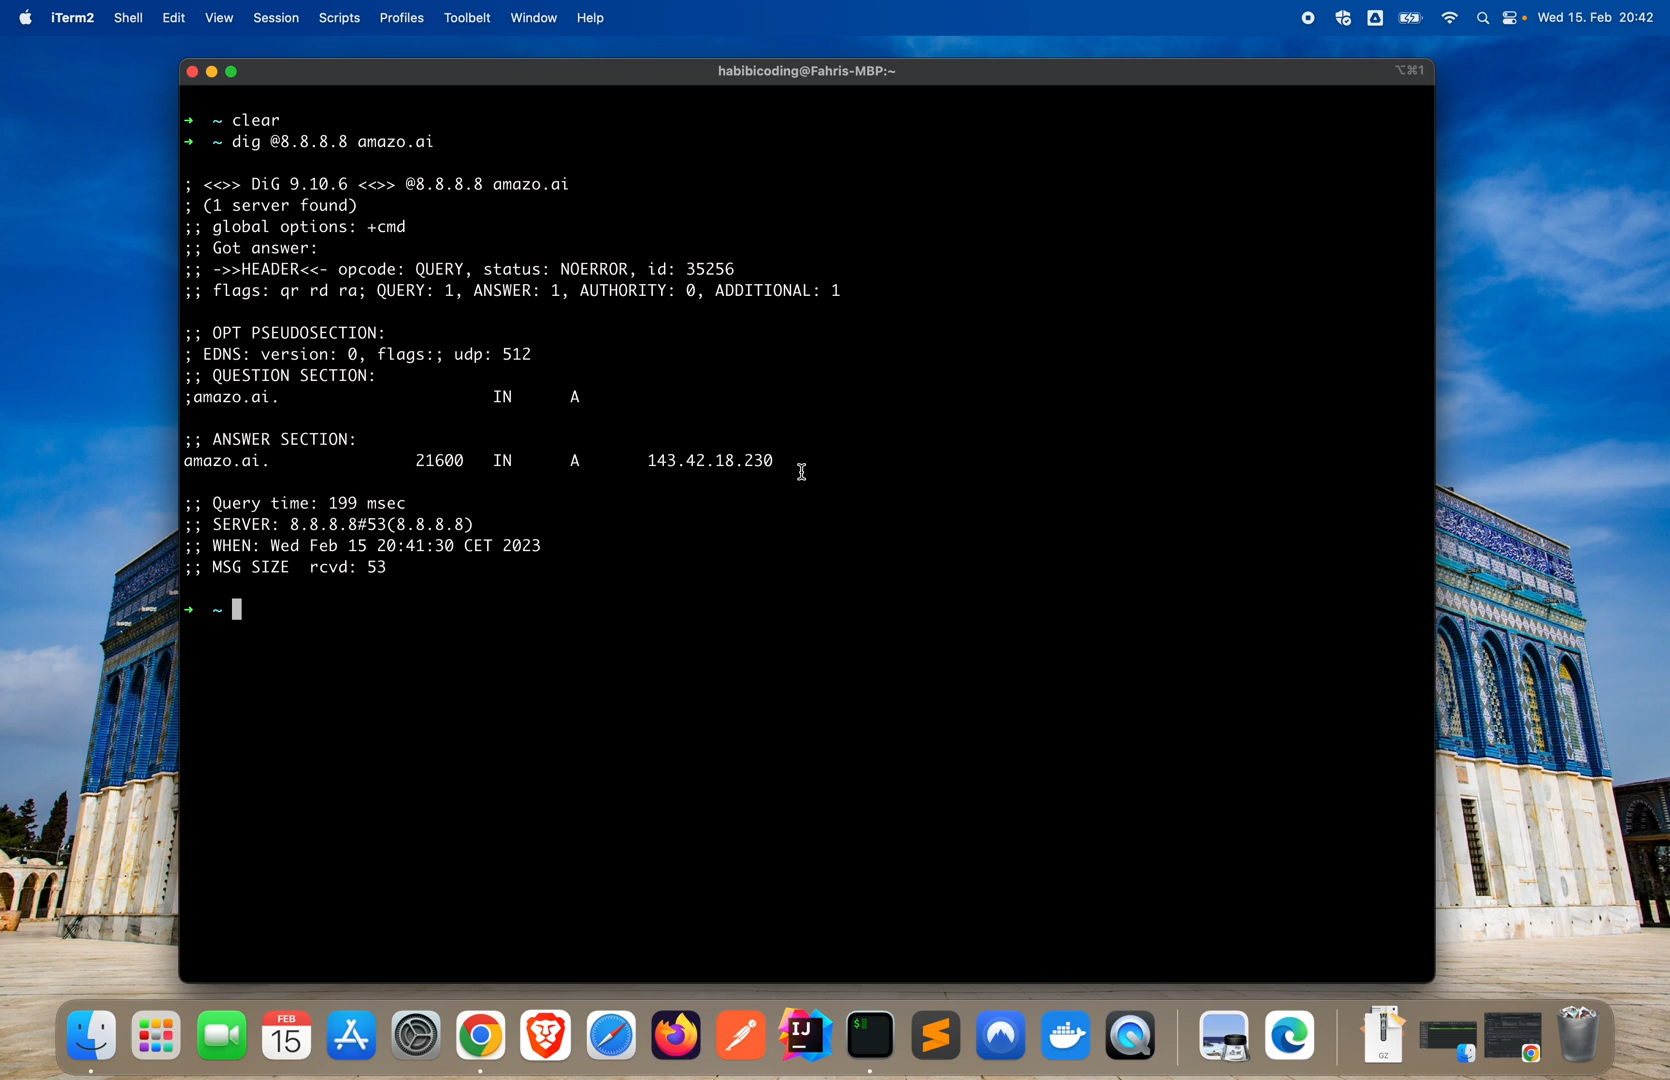 iTerm2 Shell Edit View Session Scripts Profiles Toolbelt Window Help Wed 15. Feb 20:42
habibicoding@Fahris-MBP:~ ⌥⌘1
➜ ~ clear
➜ ~ dig @8.8.8.8 amazo.ai
; <<>> DiG 9.10.6 <<>> @8.8.8.8 amazo.ai
; (1 server found)
;; global options: +cmd
;; Got answer:
;; ->>HEADER<<- opcode: QUERY, status: NOERROR, id: 35256
;; flags: qr rd ra; QUERY: 1, ANSWER: 1, AUTHORITY: 0, ADDITIONAL: 1
;; OPT PSEUDOSECTION:
; EDNS: version: 0, flags:; udp: 512
;; QUESTION SECTION:
;amazo.ai. IN A
;; ANSWER SECTION:
amazo.ai. 21600 IN A 143.42.18.230
;; Query time: 199 msec
;; SERVER: 8.8.8.8#53(8.8.8.8)
;; WHEN: Wed Feb 15 20:41:30 CET 2023
;; MSG SIZE rcvd: 53
➜ ~
FEB
15
IJ
$
GZ